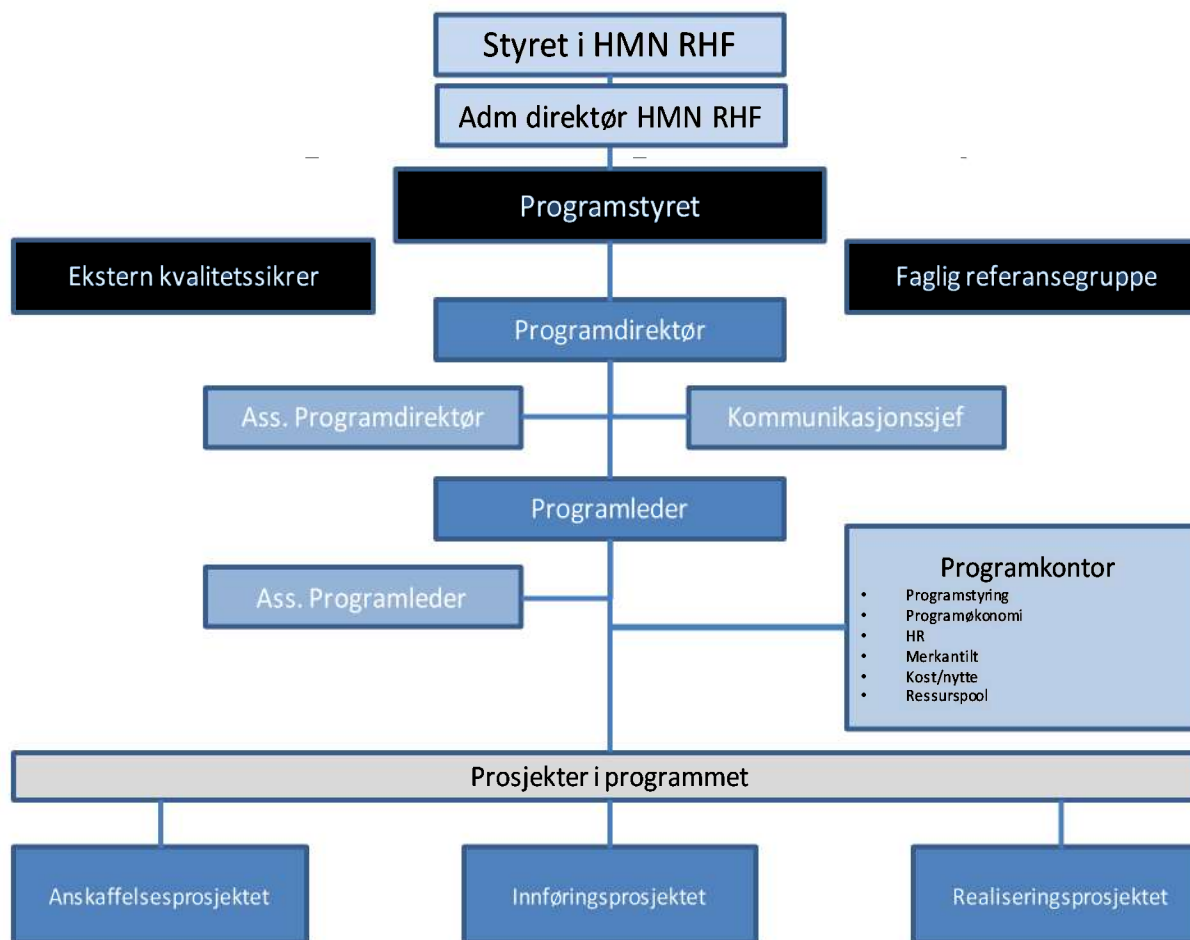 Styret i HMN RHF
Adm direktør HMN RHF
Programstyret
Ekstern kvalitetssikrer
Faglig referansegruppe
Programdirektør
Ass. Programdirektør
Kommunikasjonssjef
Programleder
Ass. Programleder
Programkontor
• Programstyring
• Programøkonomi
• HR
• Merkantilt
• Kost/nytte
• Ressurspool
Prosjekter i programmet
Anskaffelsesprosjektet
Innføringsprosjektet
Realiseringsprosjektet